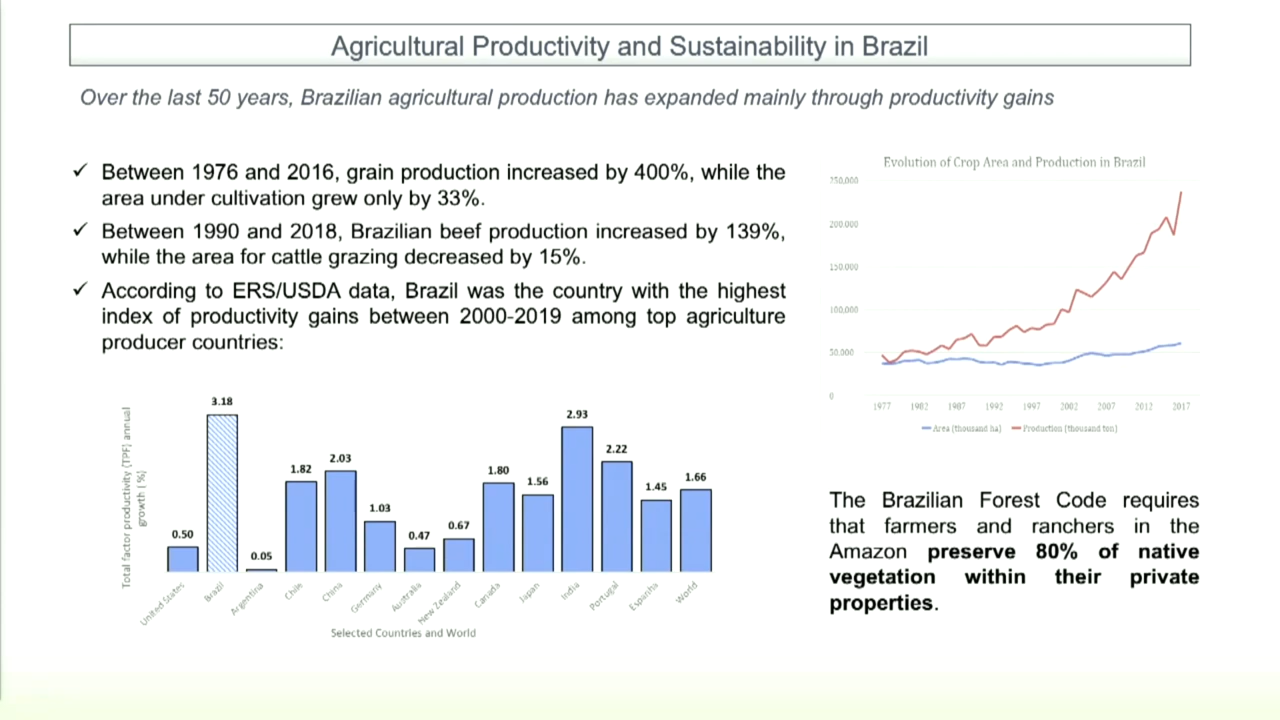 Agricultural Productivity and Sustainability in Brazil
Over the last 50 years, Brazilian agricultural production has expanded mainly through productivity gains
✓ Between 1976 and 2016, grain production increased by 400%, while the
area under cultivation grew only by 33%.
✓ Between 1990 and 2018, Brazilian beef production increased by 139%,
while the area for cattle grazing decreased by 15%.
✓ According to ERS/USDA data, Brazil was the country with the highest
index of productivity gains between 2000-2019 among top agriculture
producer countries:
Total factor productivity (TPF) annual
growth ( %)
0.50
3.18
0.05
1.82
2.03
1.03
0.47
0.67
1.80
1.56
2.93
2.22
1.45
1.66
United States
Brazil
Argentina
Chile
China
Germany
Australia
New Zealand
Canada
Japan
India
Portugal
Espanha
World
Selected Countries and World
Evolution of Crop Area and Production in Brazil
250,000
200,000
150,000
100,000
50,000
0
1977 1982 1987 1992 1997 2002 2007 2012 2017
Area (thousand ha) Production (thousand ton)
The Brazilian Forest Code requires
that farmers and ranchers in the
Amazon preserve 80% of native
vegetation within their private
properties.